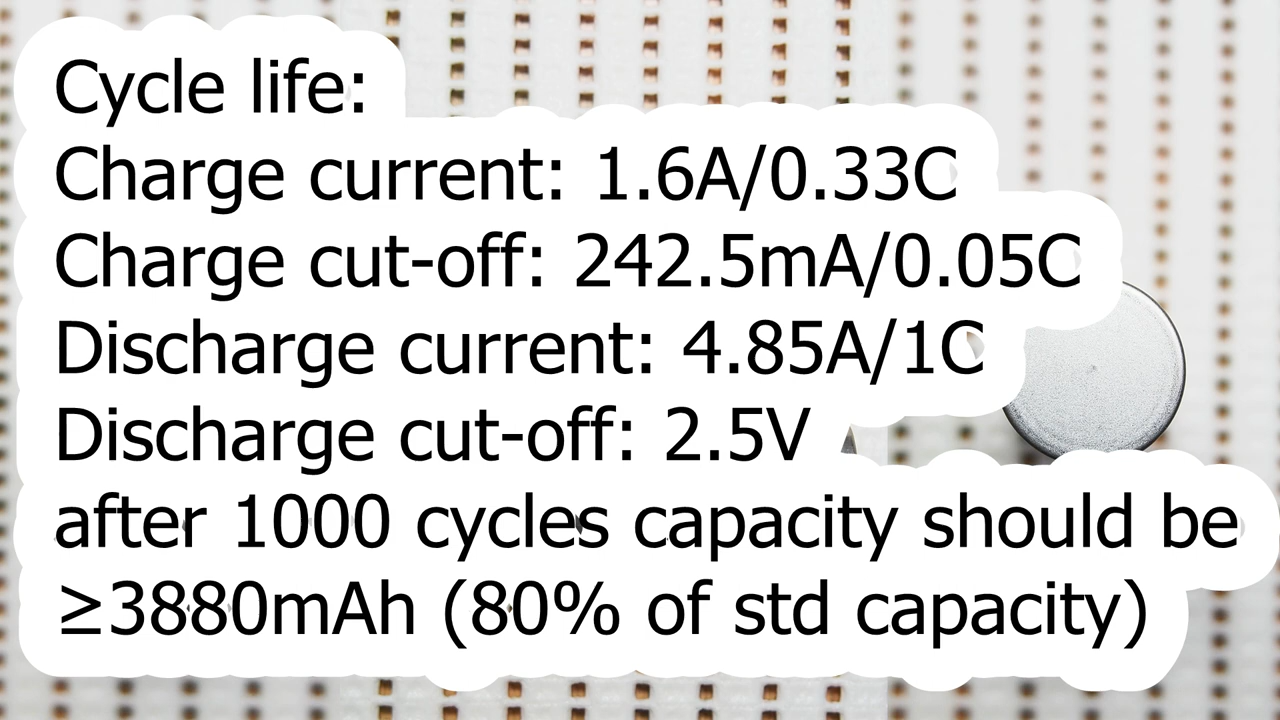 Cycle life:
Charge current: 1.6A/0.33C
Charge cut-off: 242.5mA/0.05C
Discharge current: 4.85A/1C
Discharge cut-off: 2.5V
after 1000 cycles capacity should be
≥3880mAh (80% of std capacity)